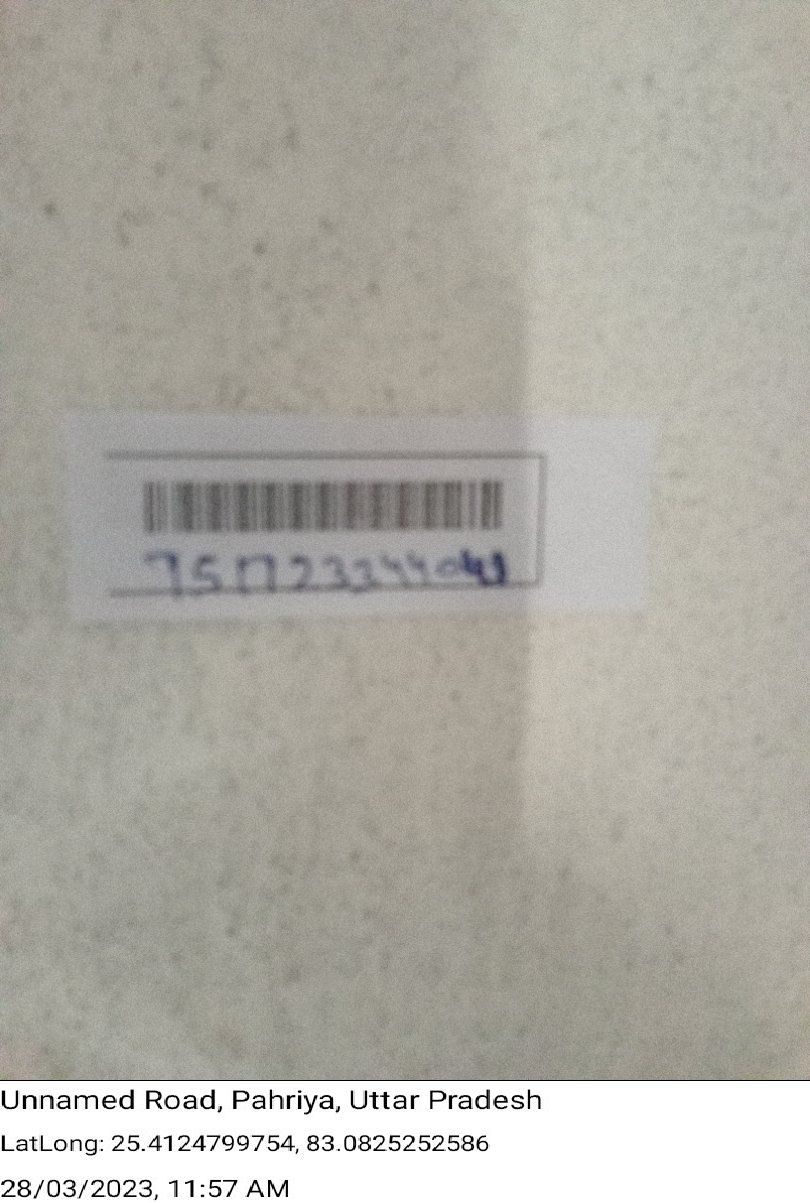 Unnamed Road, Pahriya, Uttar Pradesh
LatLong: 25.4124799754, 83.0825252586
28/03/2023, 11:57 AM